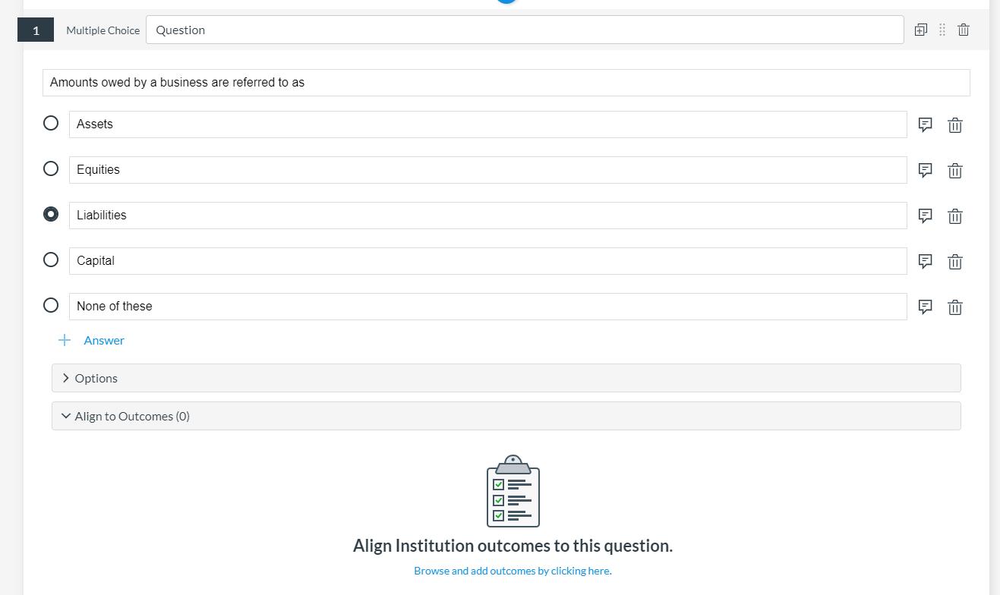 1 Multiple Choice Question
Amounts owed by a business are referred to as
Assets
Equities
Liabilities
Capital
None of these
Answer
Options
Align to Outcomes (0)
Align Institution outcomes to this question.
Browse and add outcomes by clicking here.